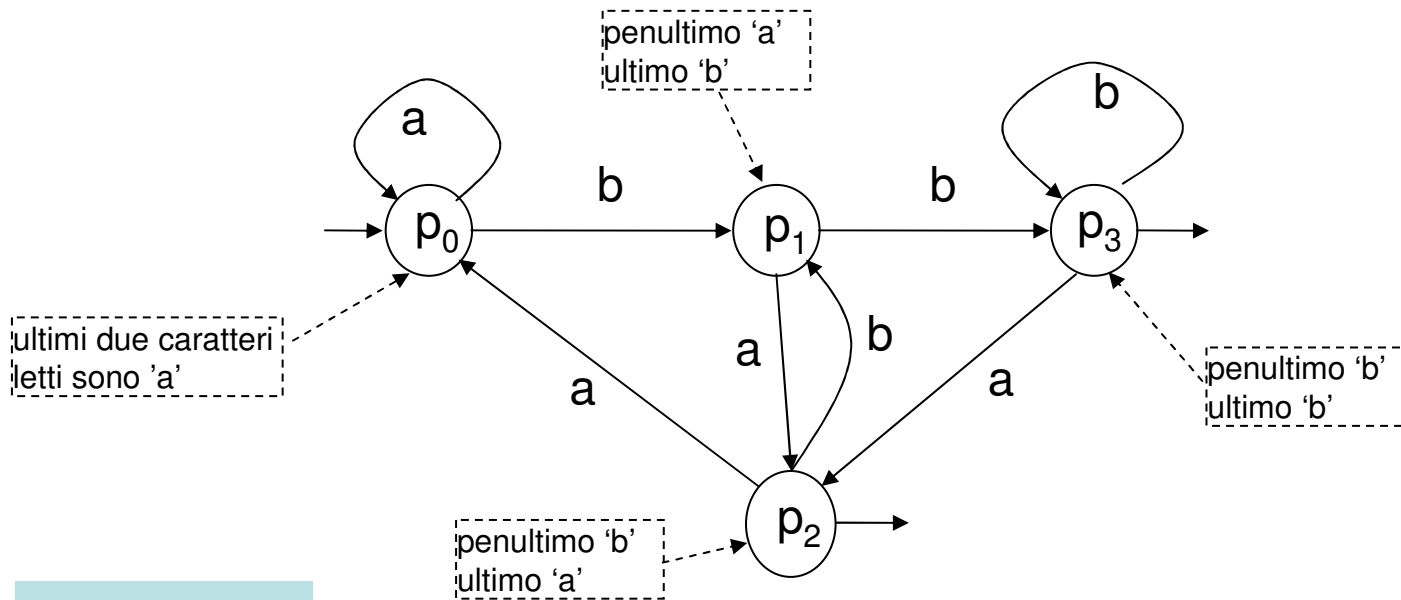 penultimo ‘a’
ultimo ‘b’
a
b
b
b
p0
p1
p3
ultimi due caratteri
letti sono ’a’
a
a
b
a
penultimo ‘b’
ultimo ‘b’
p2
penultimo ‘b’
ultimo ‘a’